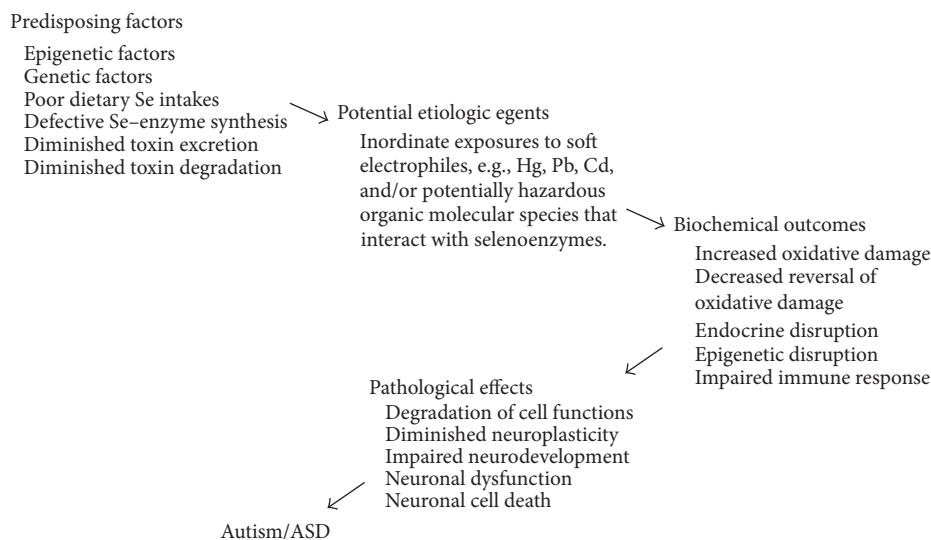 Predisposing factors
Epigenetic factors
Genetic factors
Poor dietary Se intakes
Defective Se–enzyme synthesis
Diminished toxin excretion
Diminished toxin degradation
Potential etiologic egents
Inordinate exposures to soft
electrophiles, e.g., Hg, Pb, Cd,
and/or potentially hazardous
organic molecular species that
interact with selenoenzymes.
Biochemical outcomes
Increased oxidative damage
Decreased reversal of
oxidative damage
Endocrine disruption
Epigenetic disruption
Impaired immune response
Pathological effects
Degradation of cell functions
Diminished neuroplasticity
Impaired neurodevelopment
Neuronal dysfunction
Neuronal cell death
Autism/ASD